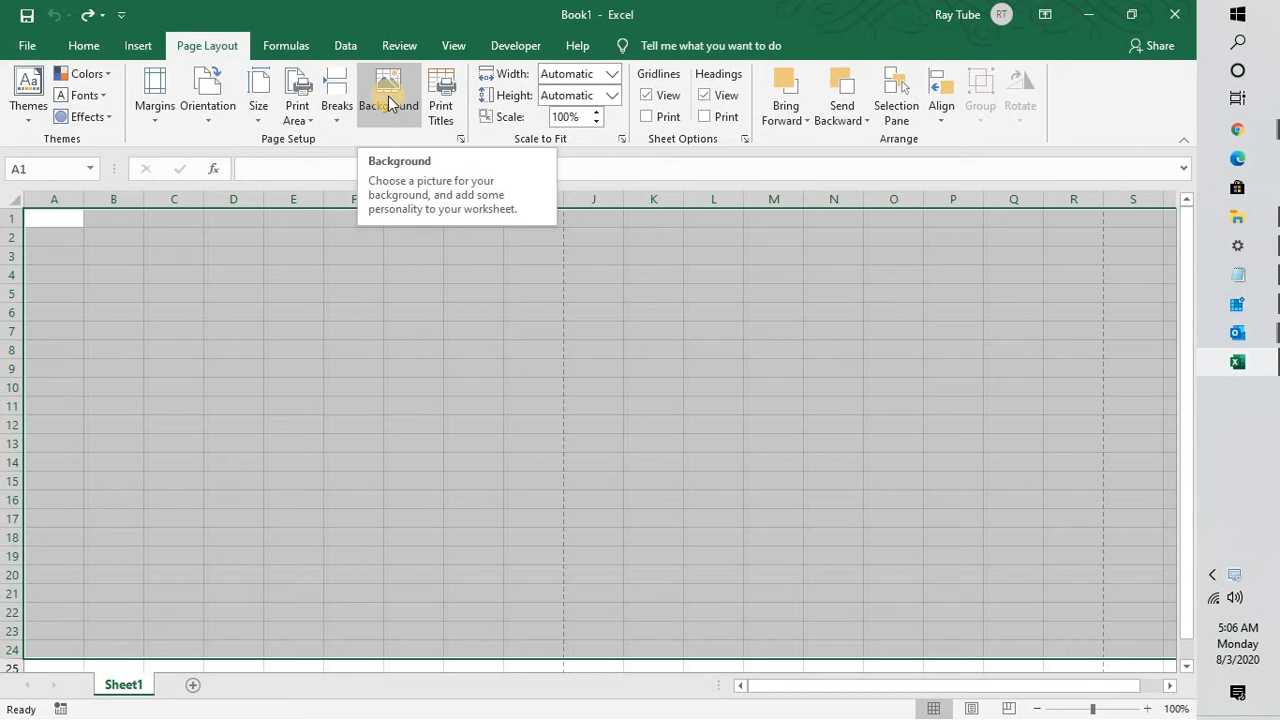 Book1 - Excel
Ray Tube RT
File Home Insert Page Layout Formulas Data Review View Developer Help Tell me what you want to do Share
Themes Colors Fonts Effects
Margins Orientation Size Print Area Breaks Background Print Titles
Width: Automatic
Height: Automatic
Scale: 100%
Gridlines View Print
Headings View Print
Bring Forward Send Backward Selection Pane Align Group Rotate
Themes Page Setup Scale to Fit Sheet Options Arrange
A1 fx
Background
Choose a picture for your
background, and add some
personality to your worksheet.
A B C D E F J K L M N O P Q R S
1
2
3
4
5
6
7
8
9
10
11
12
13
14
15
16
17
18
19
20
21
22
23
24
25
Sheet1
Ready 100%
5:06 AM
Monday
8/3/2020